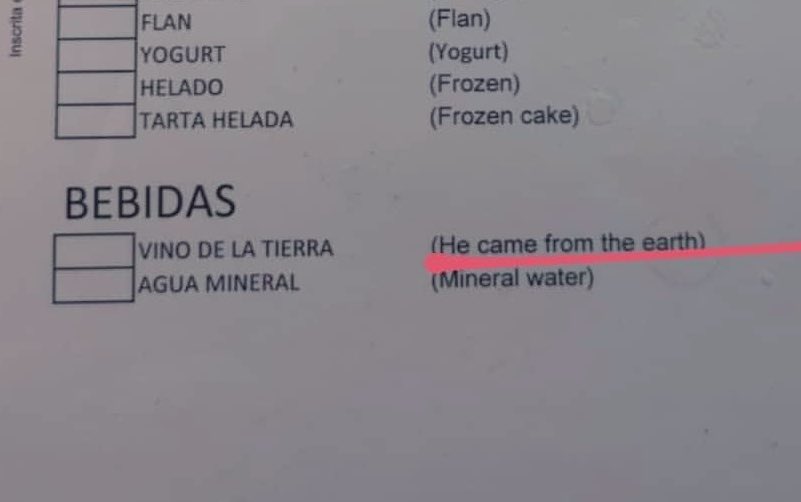 Inscrita
FLAN (Flan)
YOGURT (Yogurt)
HELADO (Frozen)
TARTA HELADA (Frozen cake)
BEBIDAS
VINO DE LA TIERRA (He came from the earth)
AGUA MINERAL (Mineral water)